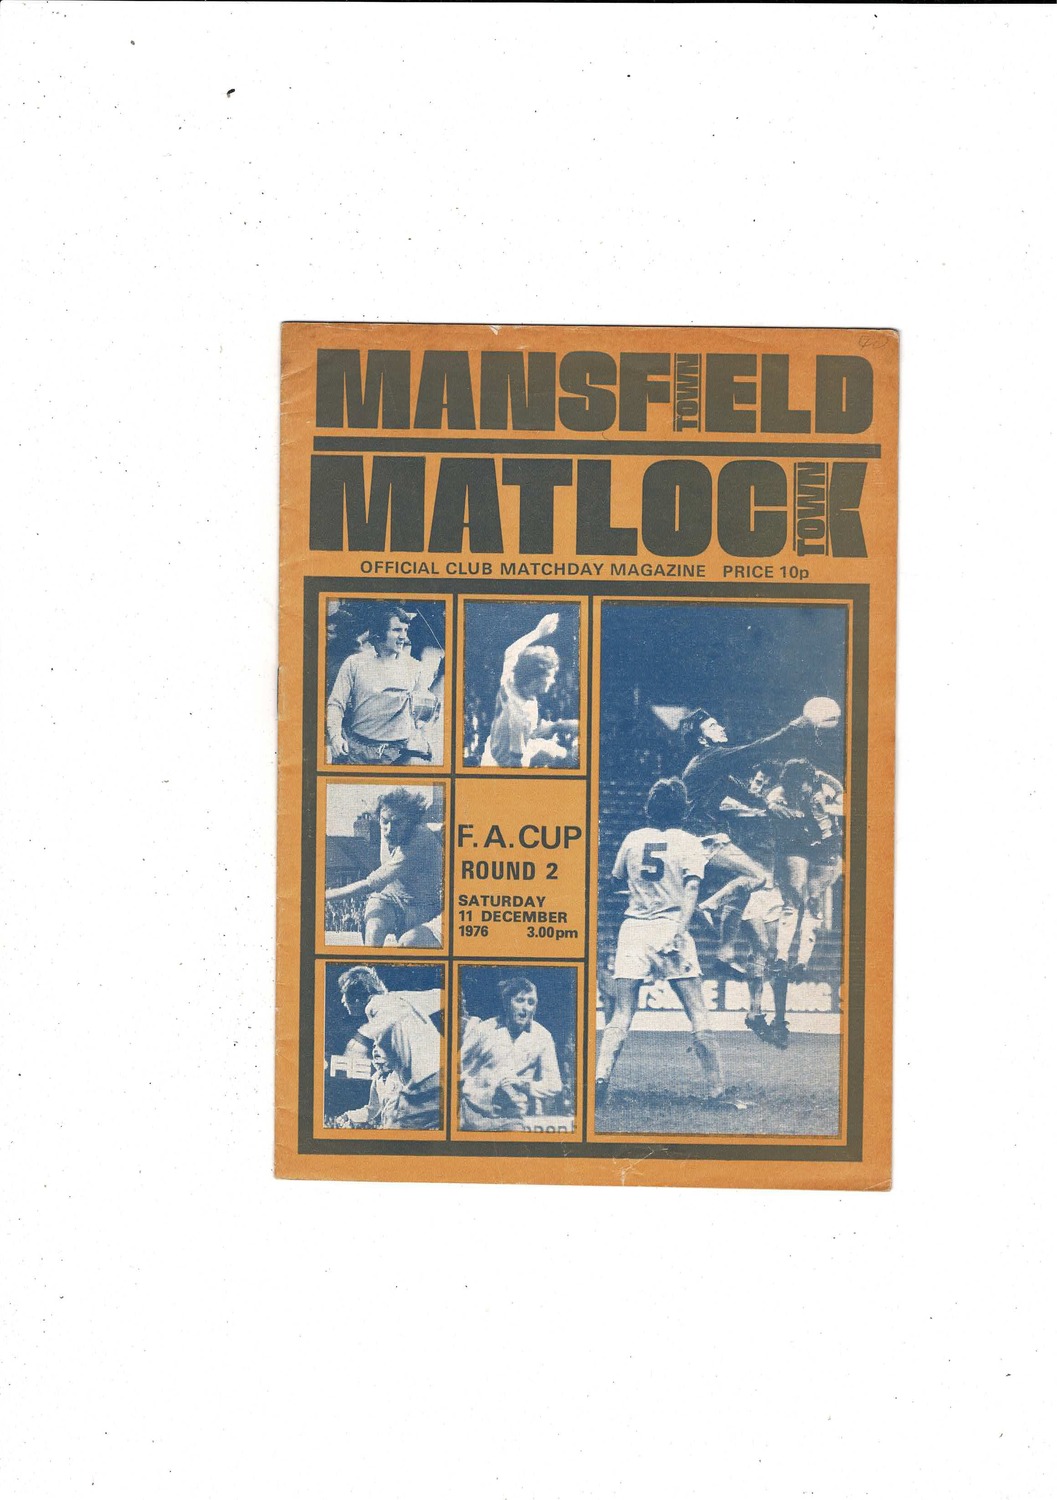 MANSFIELD TOWN
MATLOCK TOWN
OFFICIAL CLUB MATCHDAY MAGAZINE PRICE 10p
F.A.CUP
ROUND 2
SATURDAY
11 DECEMBER
1976 3.00pm
5